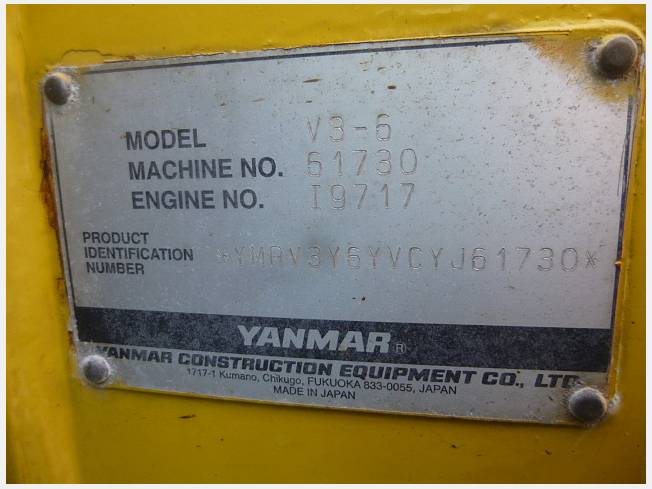 MODEL V3-6
MACHINE NO. 61730
ENGINE NO. I9717
PRODUCT
IDENTIFICATION
NUMBER *YMRV3Y6YVCYJ61730*
YANMAR®
YANMAR CONSTRUCTION EQUIPMENT CO., LTD.
1717-1 Kumano, Chikugo, FUKUOKA 833-0055, JAPAN
MADE IN JAPAN